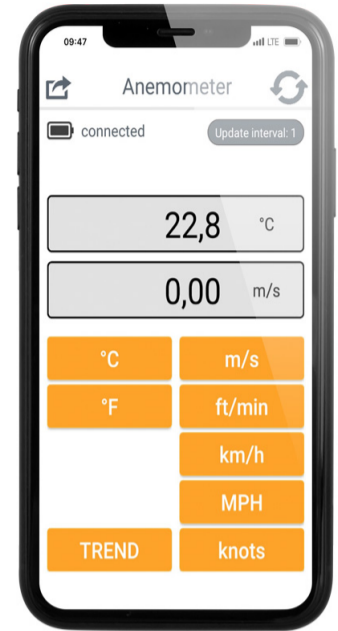 09:47 LTE
Anemometer
connected Update interval: 1
22,8 °C
0,00 m/s
°C m/s
°F ft/min
km/h
MPH
TREND knots